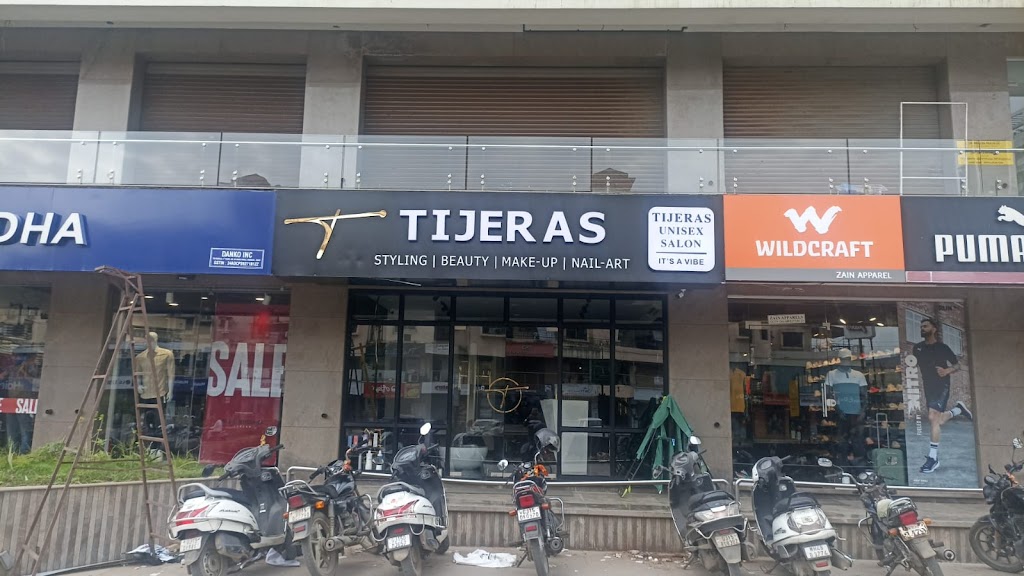 DHA
DANKO INC
TIJERAS
STYLING | BEAUTY | MAKE-UP | NAIL-ART
TIJERAS
UNISEX
SALON
IT'S A VIBE
WILDCRAFT
ZAIN APPAREL
PUMA
SALE
SAL